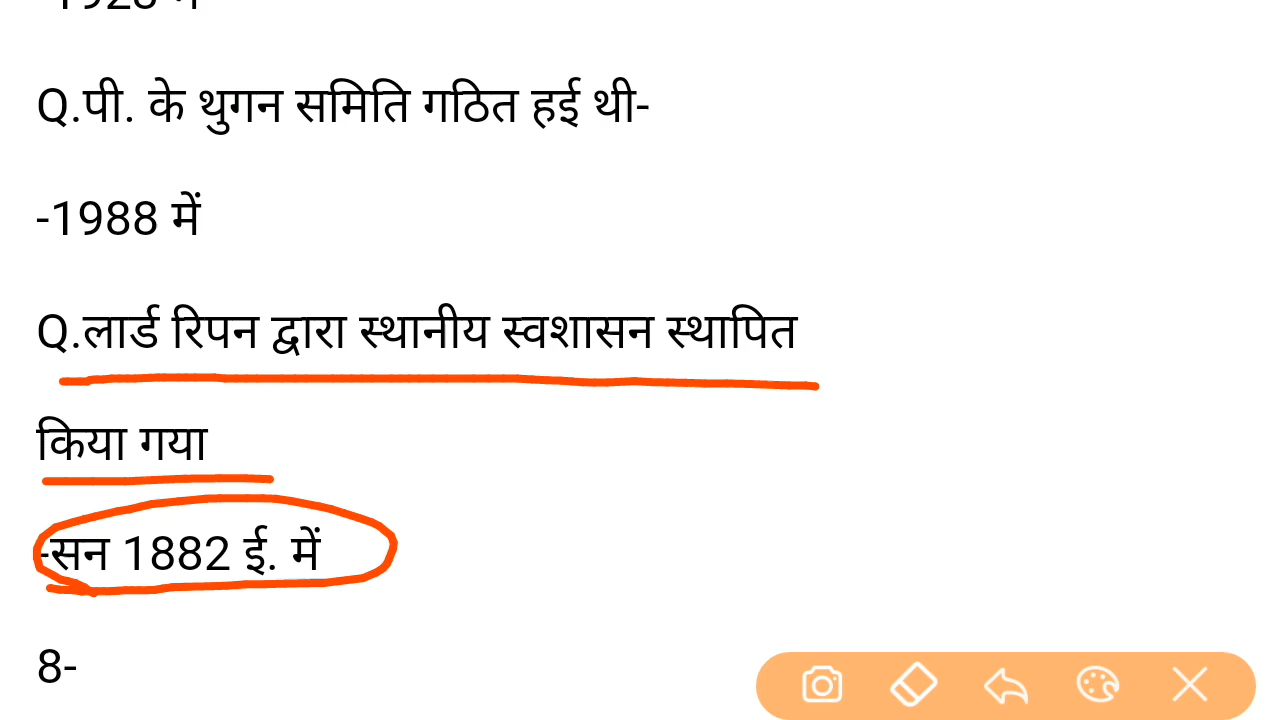 Q.पी. के थुगन समिति गठित हई थी-
-1988 में
Q.लार्ड रिपन द्वारा स्थानीय स्वशासन स्थापित
किया गया
-सन 1882 ई. में
8-